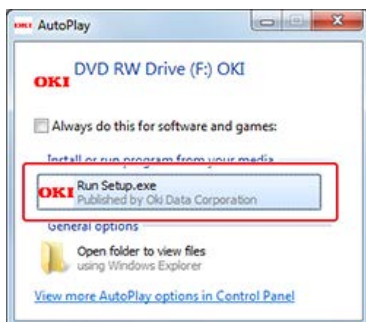 OKI AutoPlay
DVD RW Drive (F:) OKI
OKI
Always do this for software and games:
Install or run program from your media
OKI
Run Setup.exe
Published by Oki Data Corporation
General options
Open folder to view files
using Windows Explorer
View more AutoPlay options in Control Panel